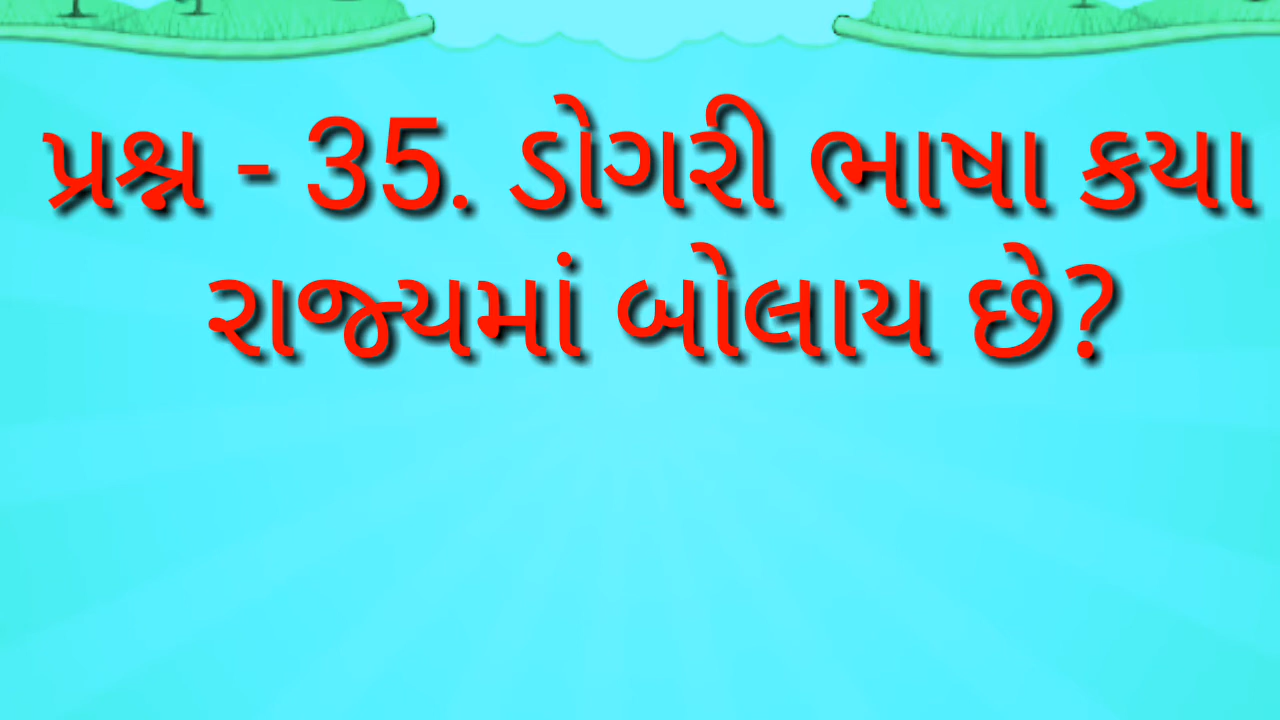 પ્રશ્ન - 35. ડોગરી ભાષા કયા
રાજ્યમાં બોલાય છે?